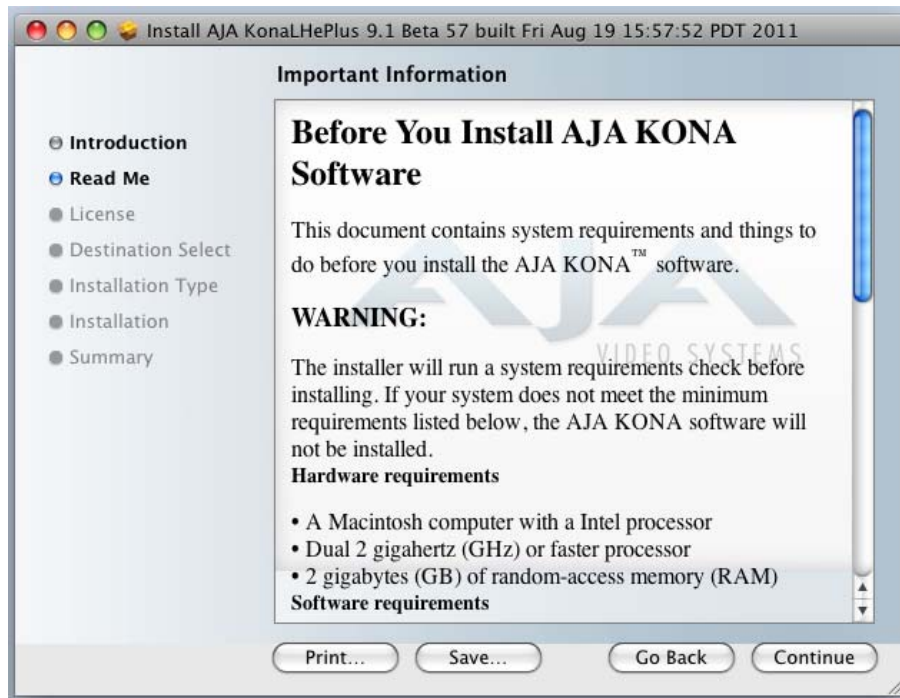 Install AJA KonaLHePlus 9.1 Beta 57 built Fri Aug 19 15:57:52 PDT 2011
Important Information
Introduction
Read Me
License
Destination Select
Installation Type
Installation
Summary
Before You Install AJA KONA
Software
This document contains system requirements and things to
do before you install the AJA KONA™ software.
WARNING:
The installer will run a system requirements check before
installing. If your system does not meet the minimum
requirements listed below, the AJA KONA software will
not be installed.
Hardware requirements
• A Macintosh computer with a Intel processor
• Dual 2 gigahertz (GHz) or faster processor
• 2 gigabytes (GB) of random-access memory (RAM)
Software requirements
AJA
VIDEO SYSTEMS
Print...
Save...
Go Back
Continue